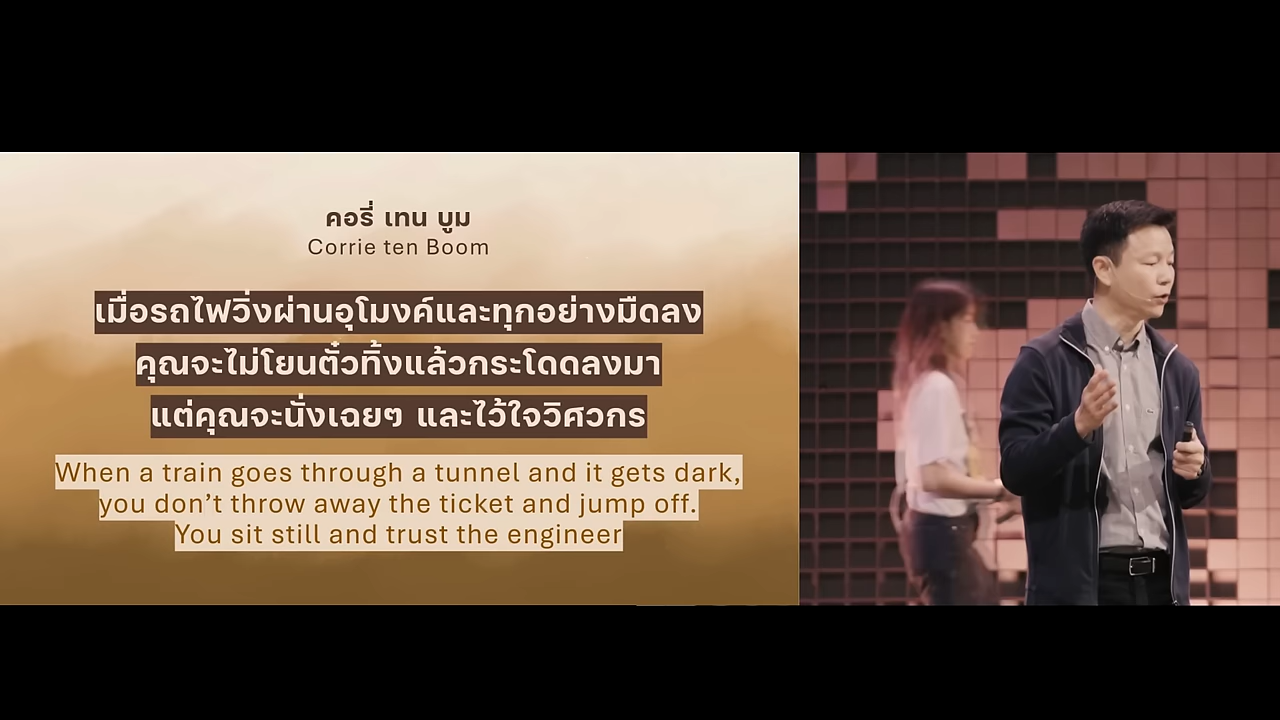 คอรี่ เทน บูม
Corrie ten Boom
เมื่อรถไฟวิ่งผ่านอุโมงค์และทุกอย่างมืดลง
คุณจะไม่โยนตั๋วทิ้งแล้วกระโดดลงมา
แต่คุณจะนั่งเฉยๆ และไว้ใจวิศวกร
When a train goes through a tunnel and it gets dark,
you don’t throw away the ticket and jump off.
You sit still and trust the engineer